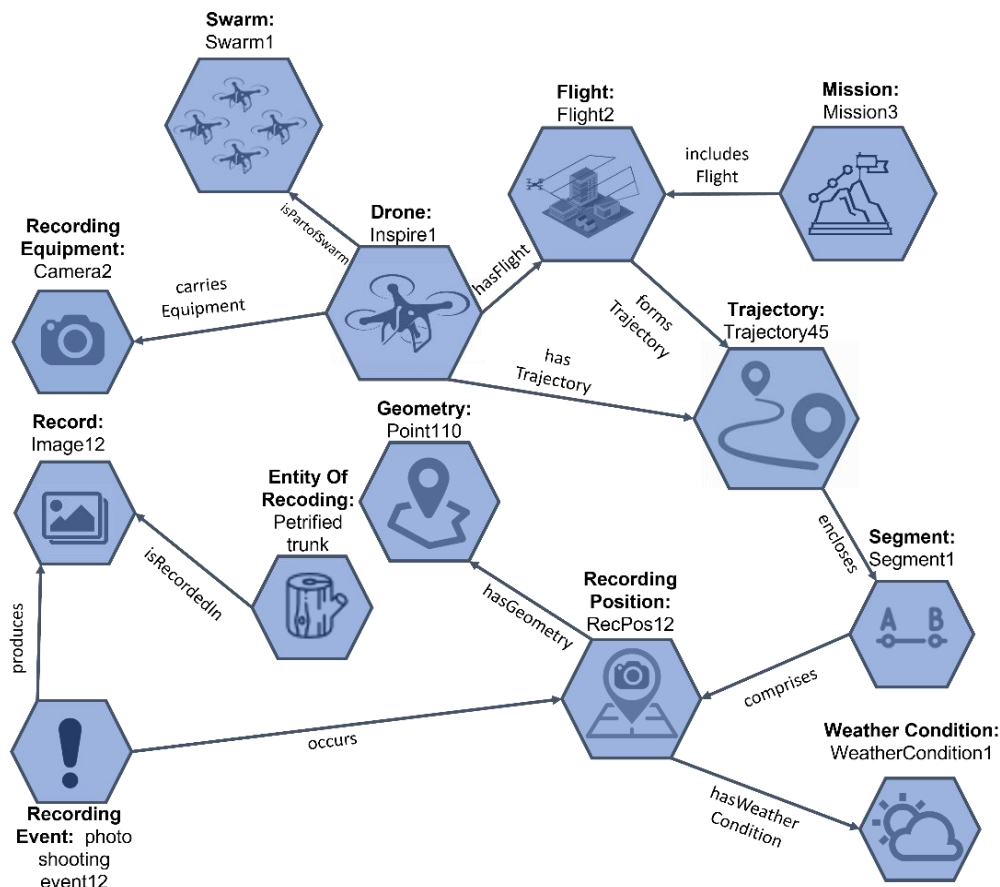 Swarm:
Swarm1
Flight:
Flight2
Mission:
Mission3
includes
Flight
isPartofSwarm
Drone:
Inspire1
Recording
Equipment:
Camera2
carries
Equipment
hasFlight
forms
Trajectory
Trajectory:
Trajectory45
has
Trajectory
Geometry:
Point110
Record:
Image12
Entity Of
Recoding:
Petrified
trunk
isRecordedIn
encloses
Segment:
Segment1
A B
hasGeometry
Recording
Position:
RecPos12
produces
comprises
occurs
Weather Condition:
WeatherCondition1
hasWeather
Condition
Recording
Event: photo
shooting
event12